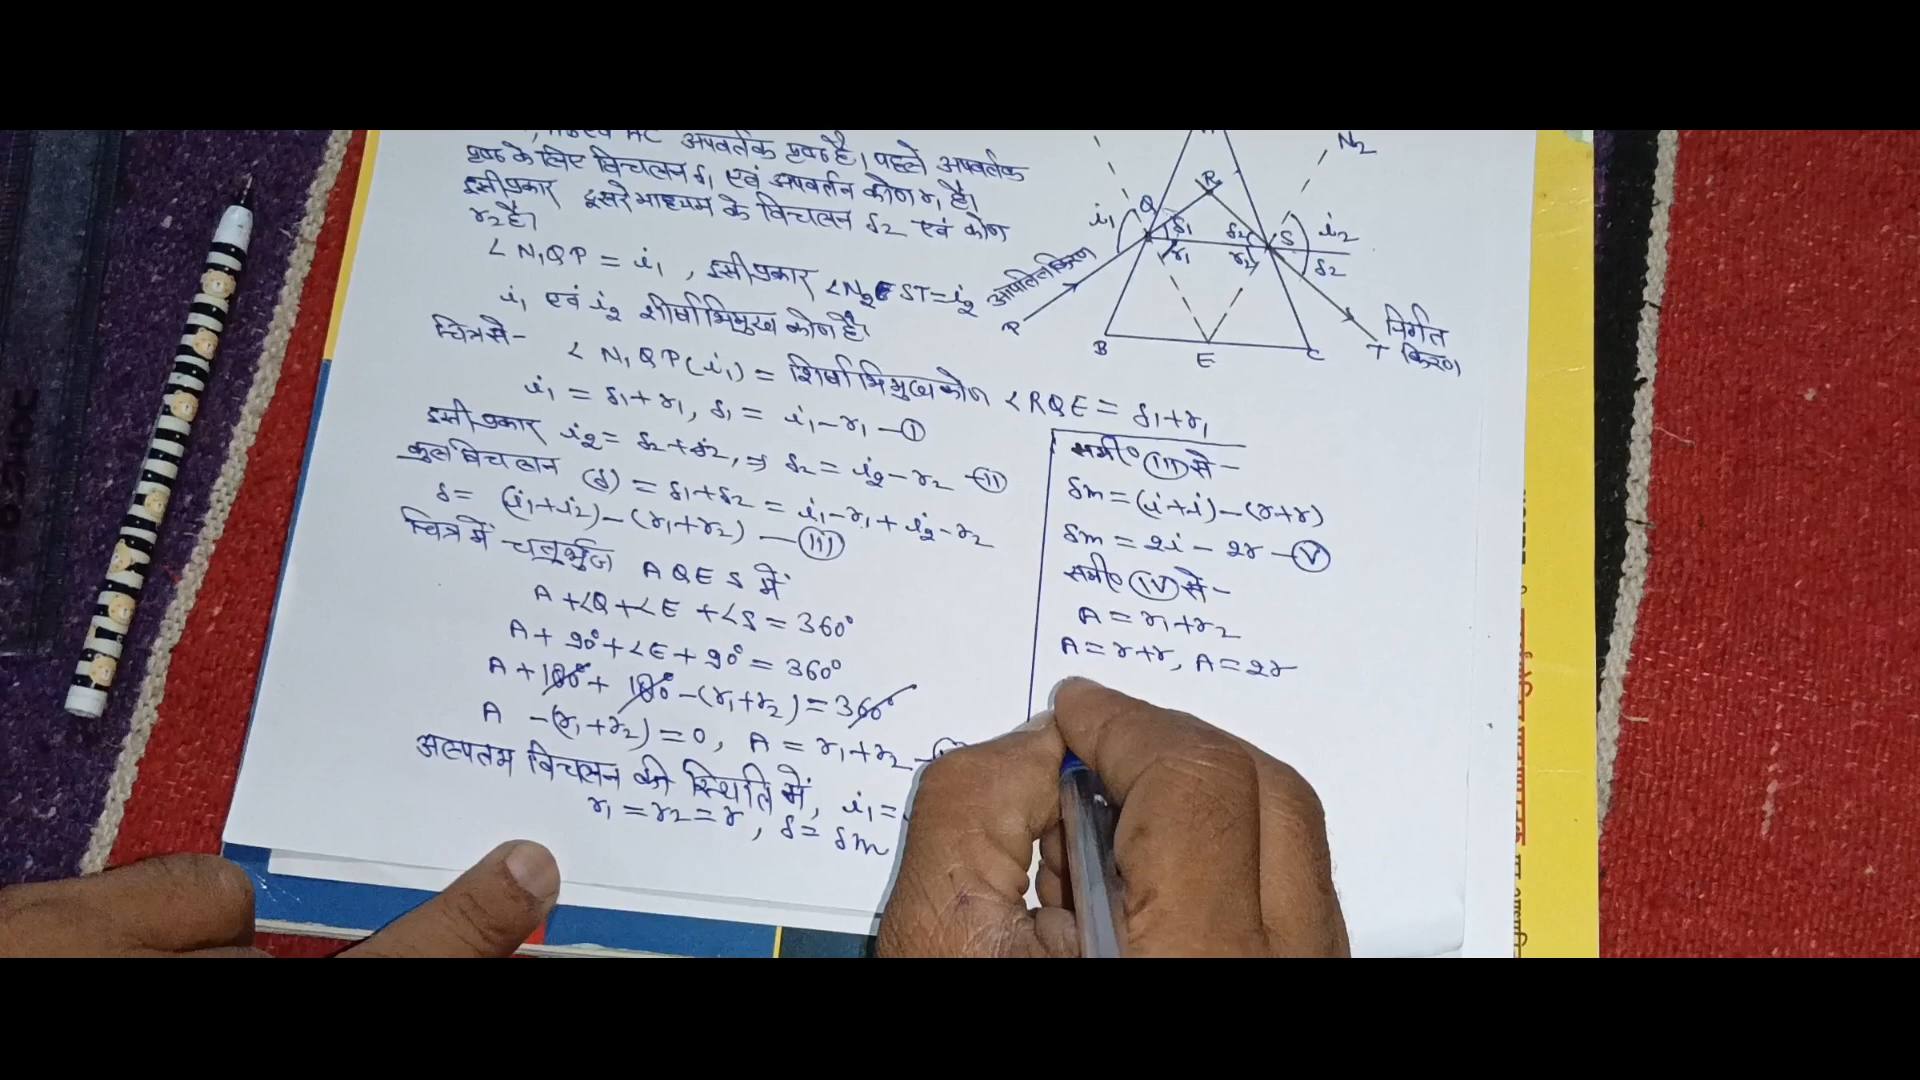 अपवर्तक पृष्ठ है। पहले अपवर्तक
पृष्ठ के लिए विचलन δ₁ एवं अपवर्तन कोण r₁ है।
इसी प्रकार दूसरे माध्यम के विचलन δ₂ एवं कोण
r₂ है।
∠N₁QP = i₁ , इसी प्रकार ∠N₂ ST = i₂
i₁ एवं i₂ शीर्षाभिमुख कोण है।
चित्र से-
∠N₁QP(i₁) = शिर्षाभिमुख कोण ∠RQE = δ₁+r₁
i₁ = δ₁+r₁, δ₁ = i₁-r₁ -(I)
इसी प्रकार i₂ = δ₂+r₂, ⇒ δ₂ = i₂-r₂ -(II)
कुल विचलन (δ) = δ₁+δ₂ = i₁-r₁+i₂-r₂
δ = (i₁+i₂)-(r₁+r₂) -(III)
चित्र में चतुर्भुज AQES में
A+∠Q+∠E+∠S = 360°
A+90°+∠E+90° = 360°
A+180°+180°-(r₁+r₂) = 360°
A -(r₁+r₂) = 0, A = r₁+r₂-
अल्पतम विचलन की स्थिति में, i₁ =
r₁ = r₂ = r, δ = δm
N₂
R
Q
i₁
δ₁
δ₂
S
i₂
r₁
r₂
δ₂
आपतित किरण
P
B
E
C
T
निर्गत
किरण
समी० (III) से-
δm = (i+i)-(r+r)
δm = 2i - 2r -(V)
समी० (IV) से-
A = r₁+r₂
A = r+r, A = 2r